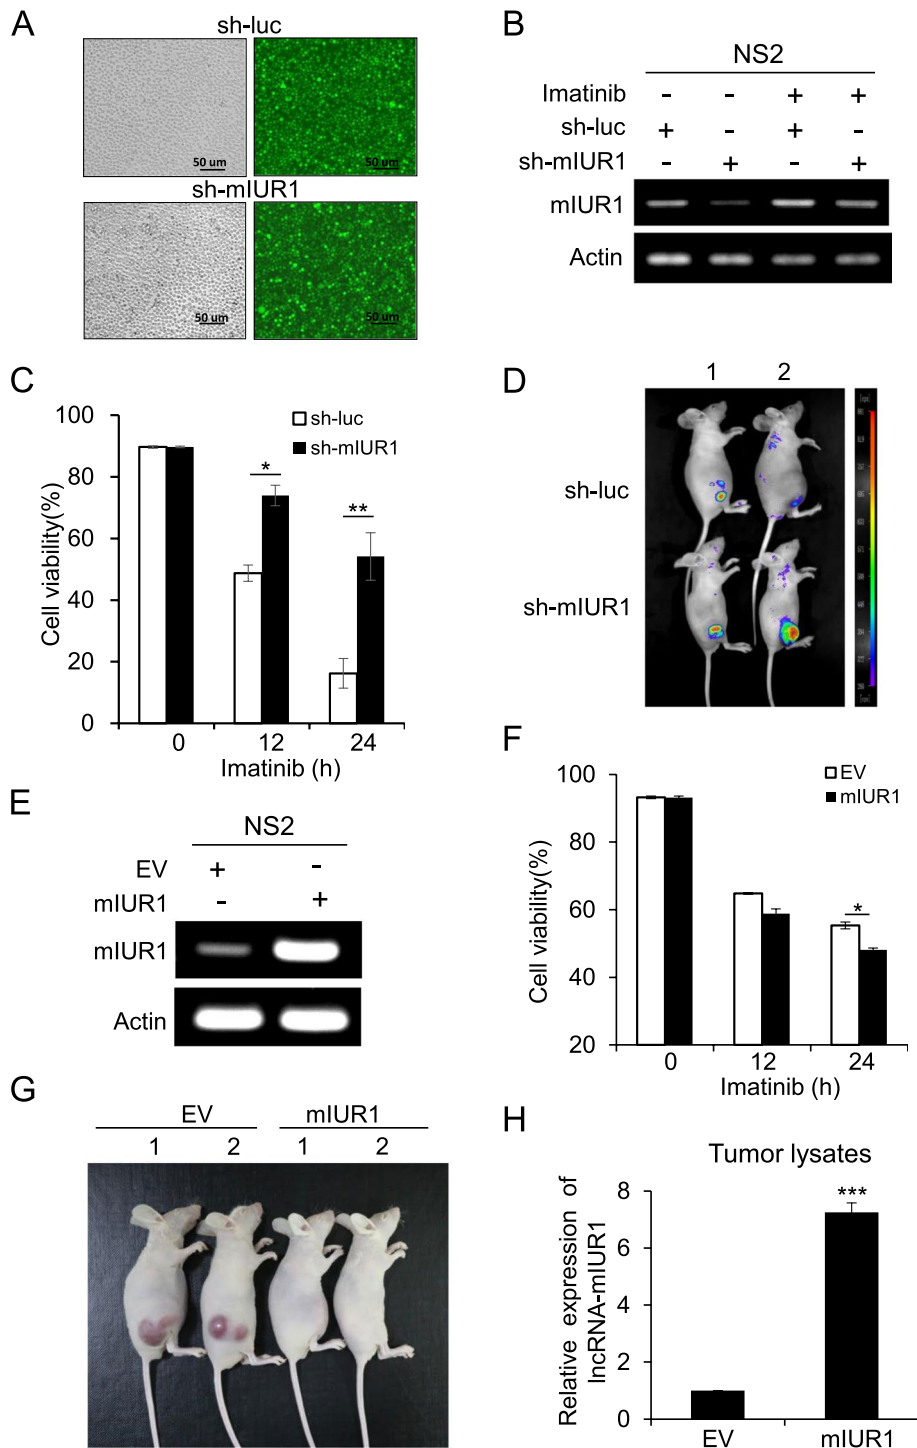 A
sh-luc
50 um
50 um
sh-mIUR1
50 um
50 um
B
NS2
Imatinib - - + +
sh-luc + - + -
sh-mIUR1 - + - +
mIUR1
Actin
C
100
80
60
40
20
0
Cell viability(%)
sh-luc
sh-mIUR1
*
**
0 12 24
Imatinib (h)
D
1 2
sh-luc
sh-mIUR1
E
NS2
EV + -
mIUR1 - +
mIUR1
Actin
F
100
80
60
40
20
Cell viability(%)
EV
mIUR1
*
0 12 24
Imatinib (h)
G
EV mIUR1
1 2 1 2
H
Tumor lysates
Relative expression of
lncRNA-mIUR1
8
6
4
2
0
***
EV mIUR1